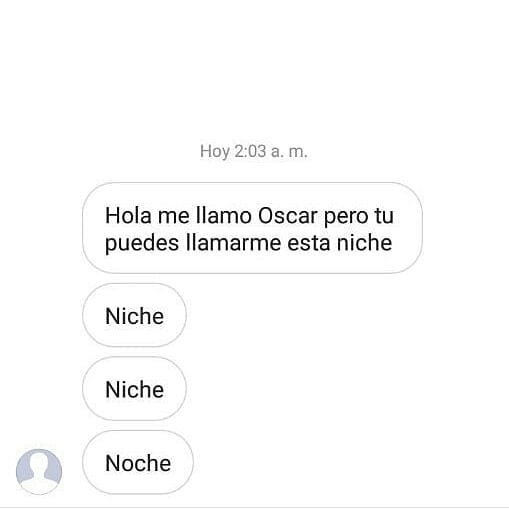 Hoy 2:03 a. m.
Hola me llamo Oscar pero tu
puedes llamarme esta niche
Niche
Niche
Noche